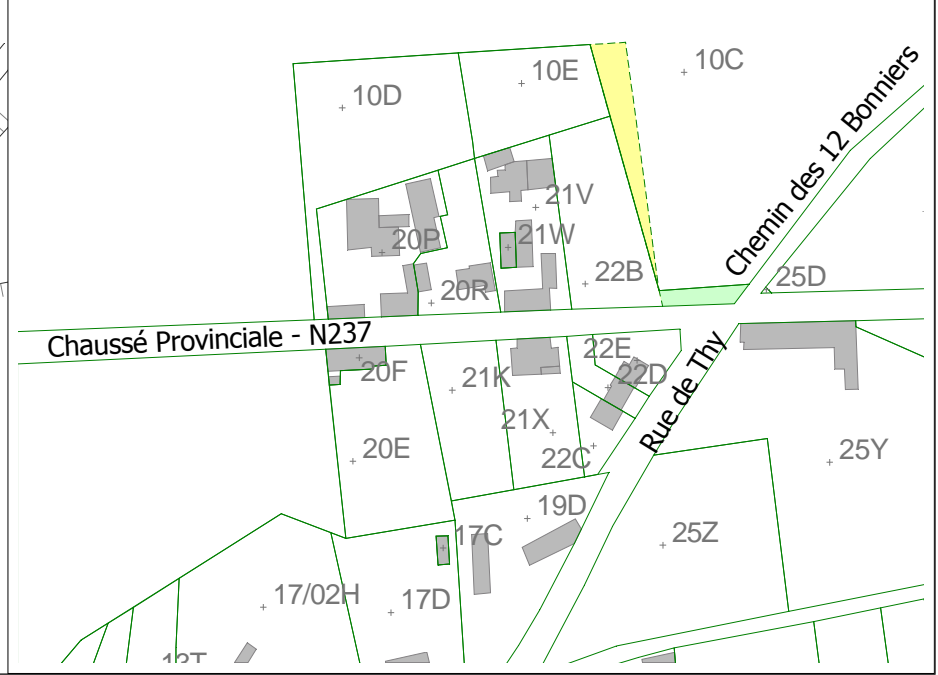 10C
10E
10D
Chemin des 12 Bonniers
21V
20P
21W
22B
25D
20R
Chaussé Provinciale - N237
22E
20F
22D
21K
Rue de Thy
21X
20E
22C
25Y
19D
17C
25Z
17/02H
17D
13T